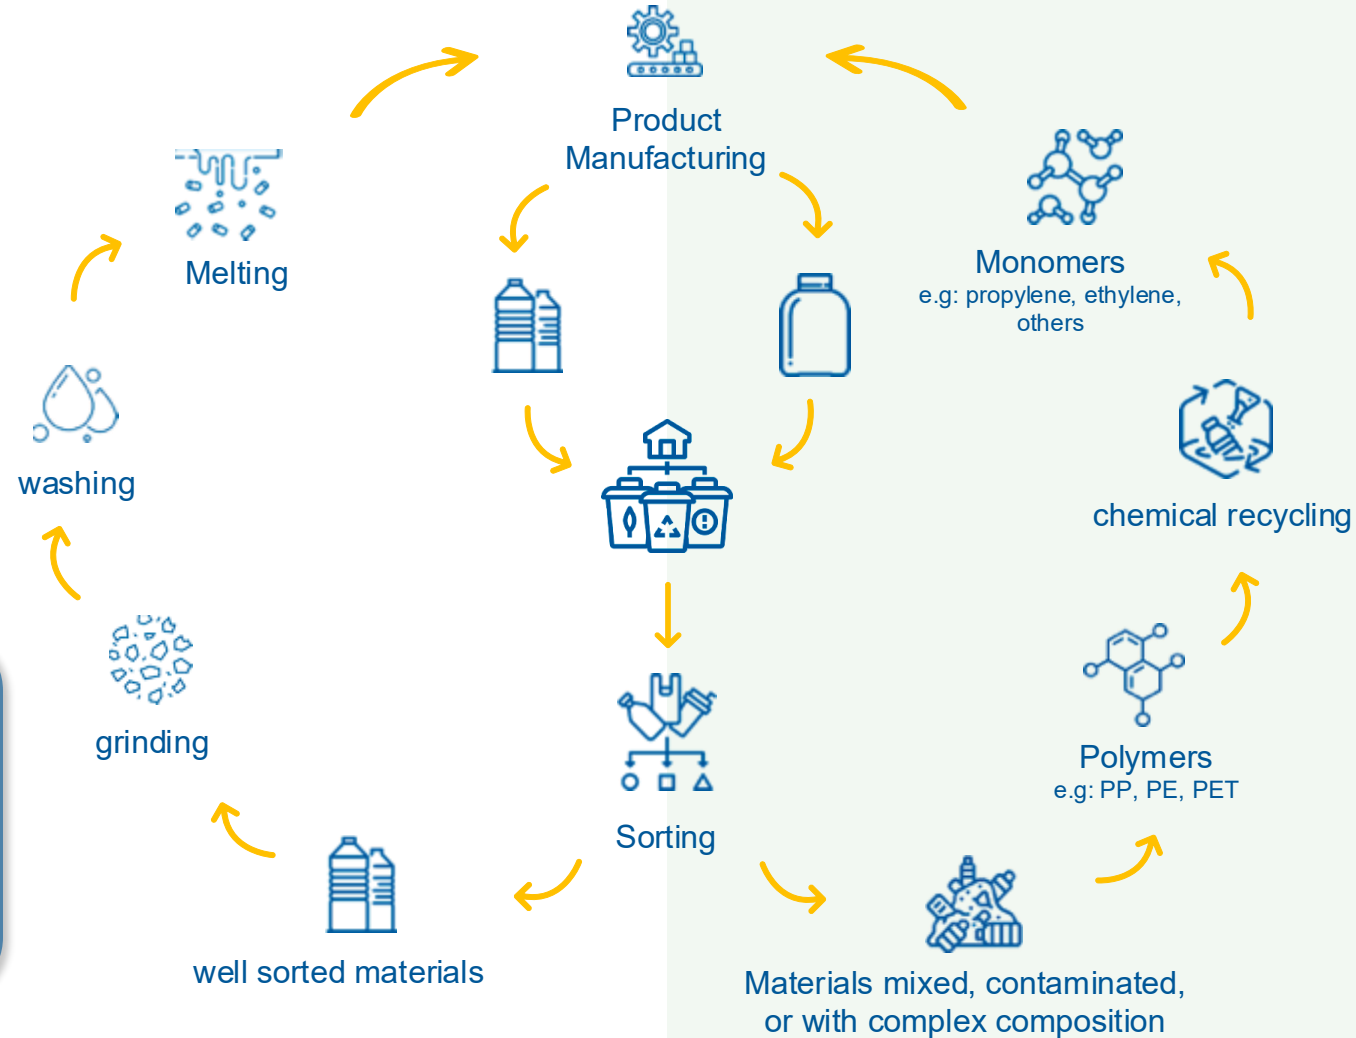 Product
Manufacturing
Melting
Monomers
e.g: propylene, ethylene,
others
washing
chemical recycling
grinding
Polymers
e.g: PP, PE, PET
Sorting
well sorted materials
Materials mixed, contaminated,
or with complex composition